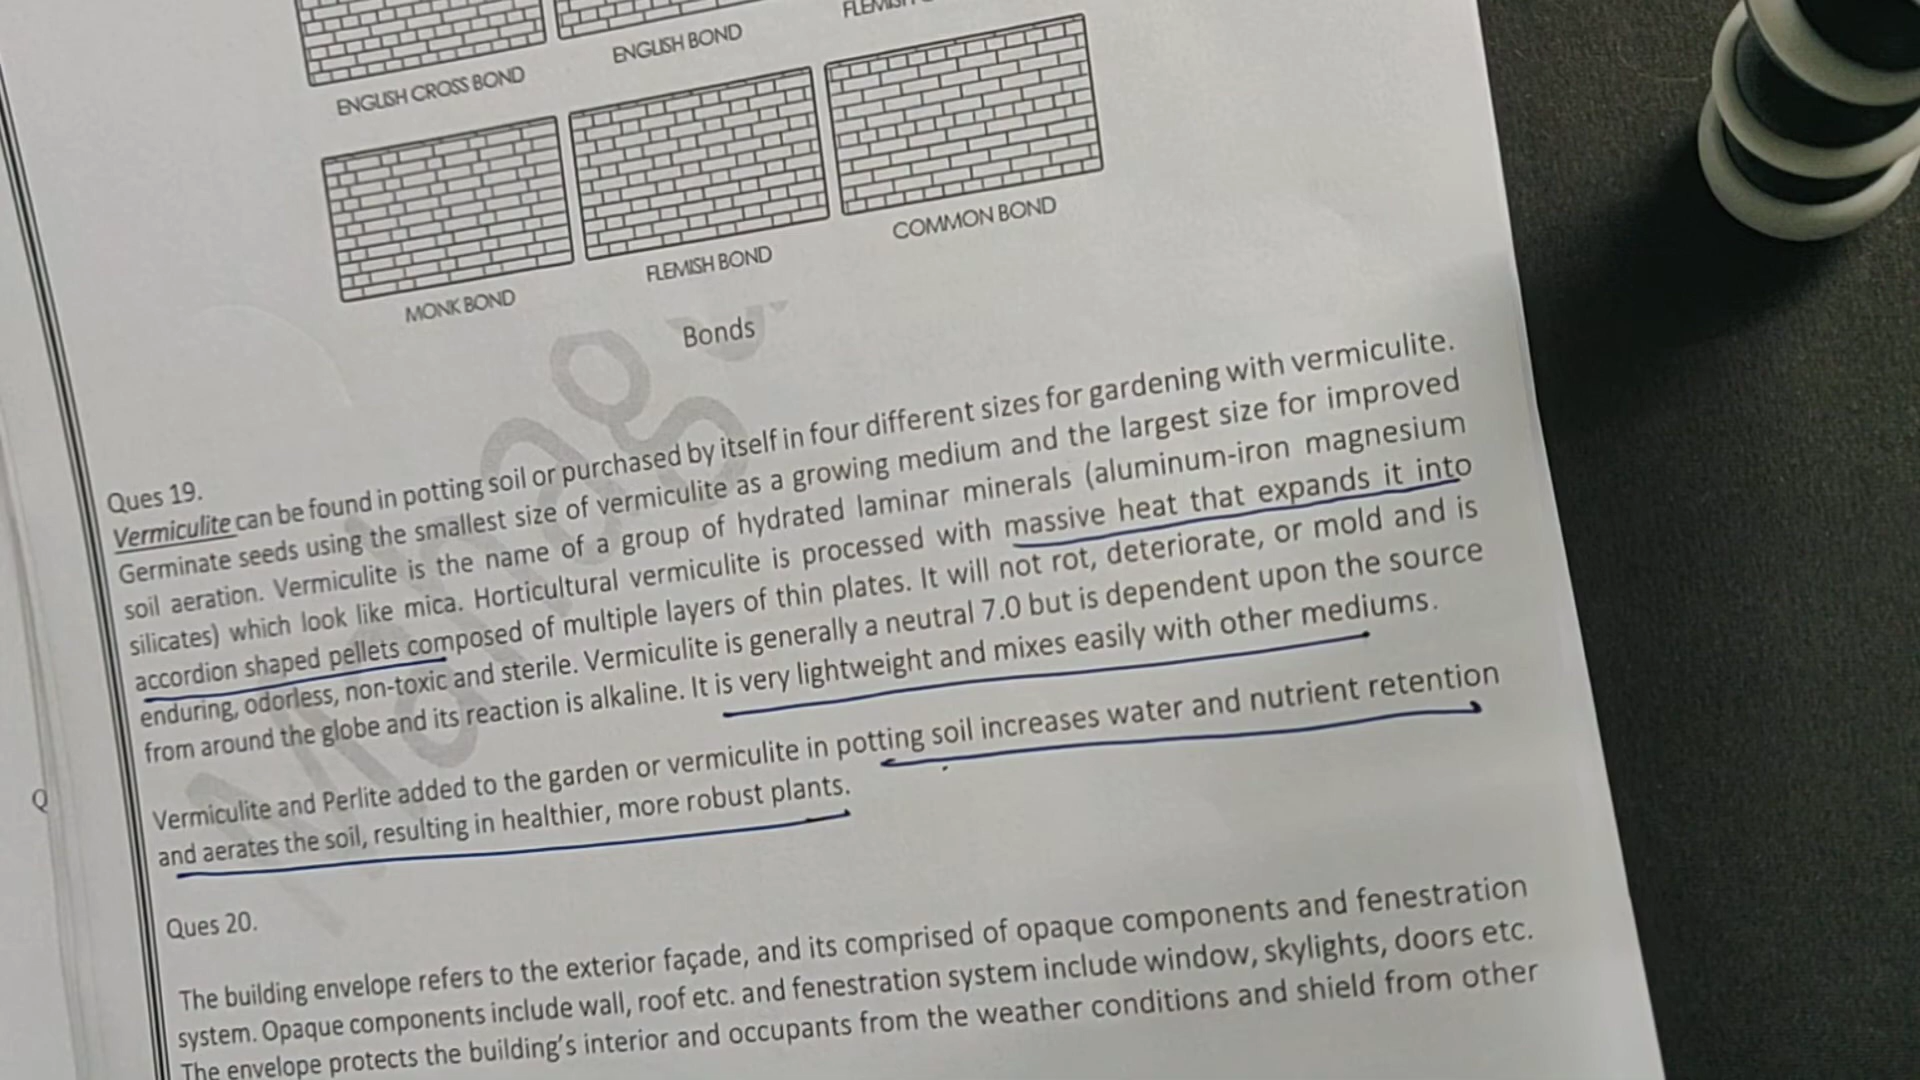 ENGLISH BOND
ENGLISH CROSS BOND
COMMON BOND
FLEMISH BOND
MONK BOND
Bonds
Ques 19.
Vermiculite can be found in potting soil or purchased by itself in four different sizes for gardening with vermiculite.
Germinate seeds using the smallest size of vermiculite as a growing medium and the largest size for improved
soil aeration. Vermiculite is the name of a group of hydrated laminar minerals (aluminum-iron magnesium
silicates) which look like mica. Horticultural vermiculite is processed with massive heat that expands it into
accordion shaped pellets composed of multiple layers of thin plates. It will not rot, deteriorate, or mold and is
enduring, odorless, non-toxic and sterile. Vermiculite is generally a neutral 7.0 but is dependent upon the source
from around the globe and its reaction is alkaline. It is very lightweight and mixes easily with other mediums.
Vermiculite and Perlite added to the garden or vermiculite in potting soil increases water and nutrient retention
and aerates the soil, resulting in healthier, more robust plants.
Q
Ques 20.
The building envelope refers to the exterior façade, and its comprised of opaque components and fenestration
system. Opaque components include wall, roof etc. and fenestration system include window, skylights, doors etc.
The envelope protects the building's interior and occupants from the weather conditions and shield from other